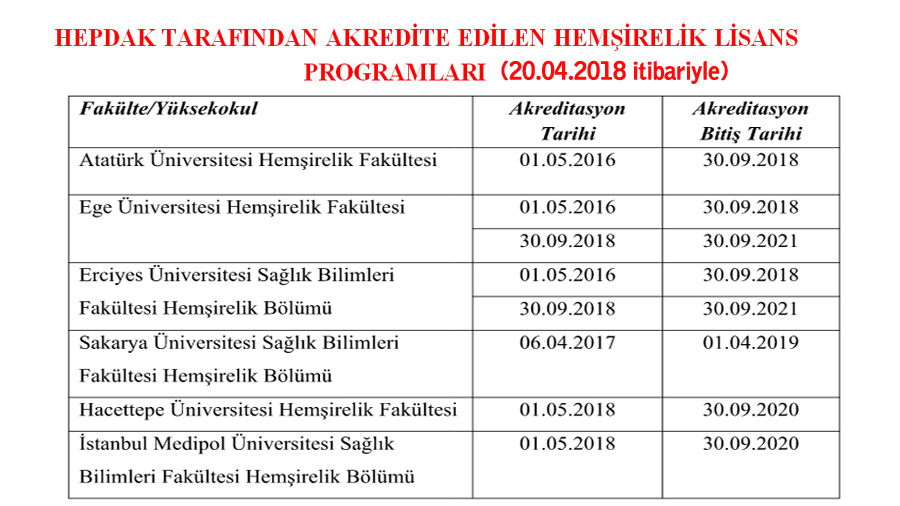 HEPDAK TARAFINDAN AKREDİTE EDİLEN HEMŞİRELİK LİSANS
PROGRAMLARI (20.04.2018 itibariyle)
Fakülte/Yüksekokul Akreditasyon Tarihi Akreditasyon Bitiş Tarihi
Atatürk Üniversitesi Hemşirelik Fakültesi 01.05.2016 30.09.2018
Ege Üniversitesi Hemşirelik Fakültesi 01.05.2016 30.09.2018
30.09.2018 30.09.2021
Erciyes Üniversitesi Sağlık Bilimleri 01.05.2016 30.09.2018
Fakültesi Hemşirelik Bölümü 30.09.2018 30.09.2021
Sakarya Üniversitesi Sağlık Bilimleri 06.04.2017 01.04.2019
Fakültesi Hemşirelik Bölümü
Hacettepe Üniversitesi Hemşirelik Fakültesi 01.05.2018 30.09.2020
İstanbul Medipol Üniversitesi Sağlık 01.05.2018 30.09.2020
Bilimleri Fakültesi Hemşirelik Bölümü